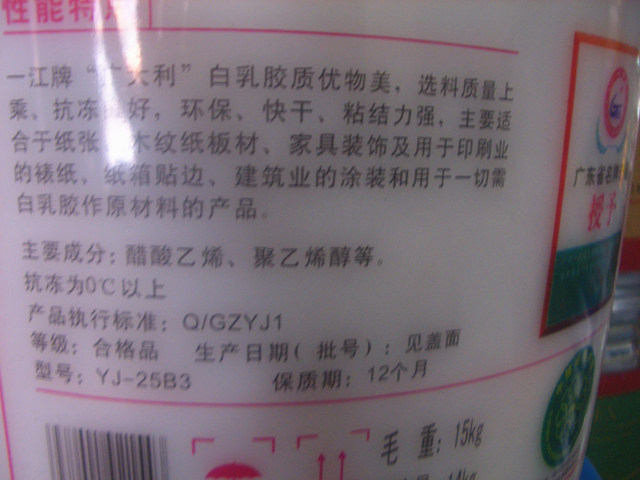 性能特点
一江牌“广大利”白乳胶质优物美，选料质量上
乘、抗冻 好，环保、快干、粘结力强，主要适
合于纸张、木纹纸板材、家具装饰及用于印刷业
的裱纸、纸箱贴边、建筑业的涂装和用于一切需
白乳胶作原材料的产品。
主要成分：醋酸乙烯、聚乙烯醇等。
抗冻为0℃以上
产品执行标准：Q/GZYJ1
等级：合格品 生产日期（批号）：见盖面
型号：YJ-25B3 保质期：12个月
毛 重：15kg
14kg
广东省名牌
授予